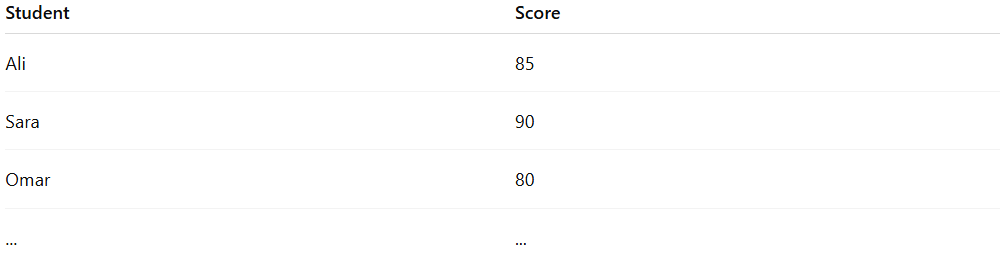 Student Score
Ali 85
Sara 90
Omar 80
... ...